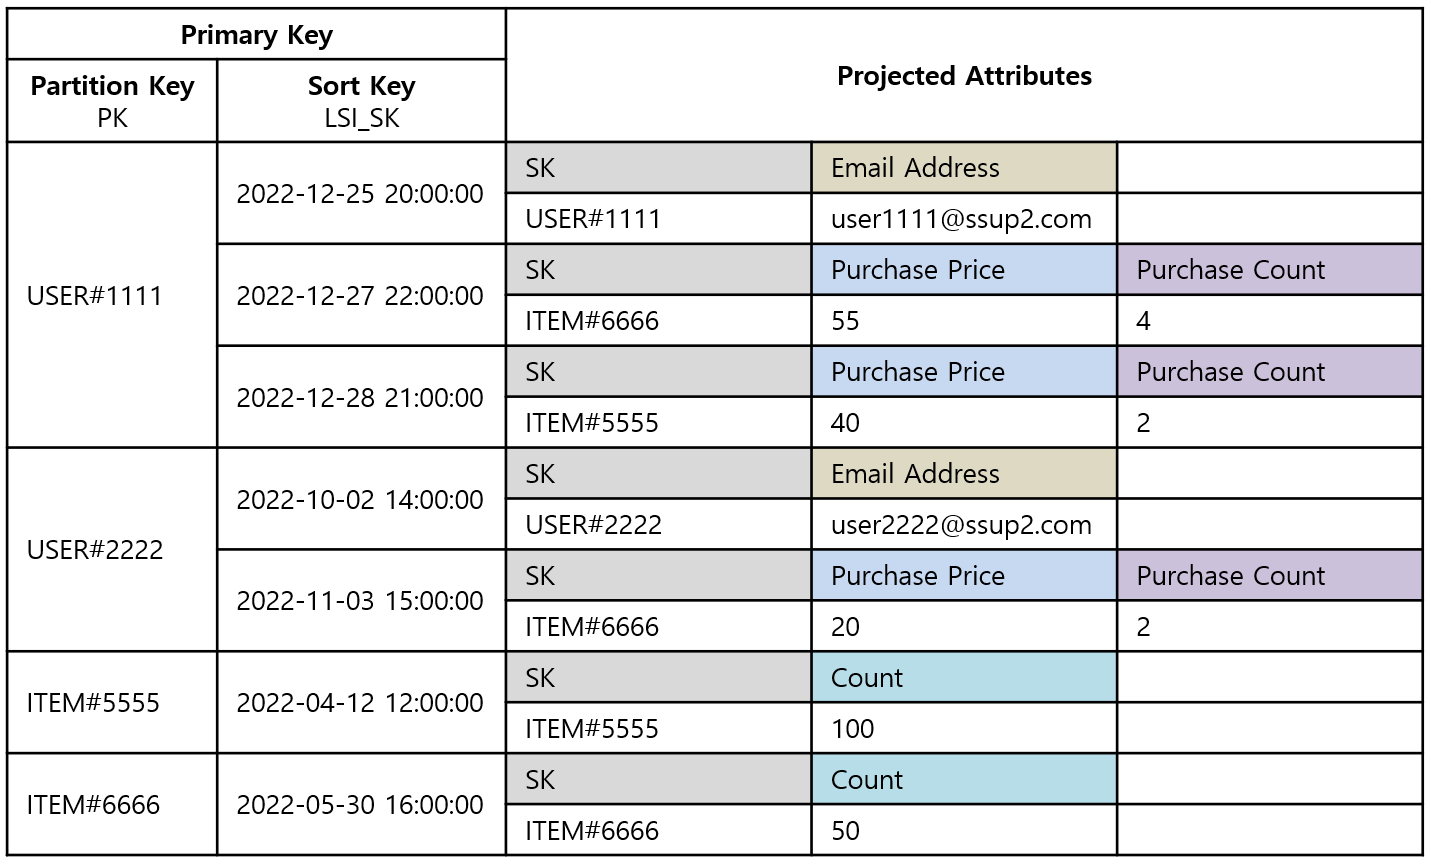 Primary Key
Projected Attributes
Partition Key
PK
Sort Key
LSI_SK
USER#1111
2022-12-25 20:00:00
SK
Email Address
USER#1111
user1111@ssup2.com
2022-12-27 22:00:00
SK
Purchase Price
Purchase Count
ITEM#6666
55
4
2022-12-28 21:00:00
SK
Purchase Price
Purchase Count
ITEM#5555
40
2
USER#2222
2022-10-02 14:00:00
SK
Email Address
USER#2222
user2222@ssup2.com
2022-11-03 15:00:00
SK
Purchase Price
Purchase Count
ITEM#6666
20
2
ITEM#5555
2022-04-12 12:00:00
SK
Count
ITEM#5555
100
ITEM#6666
2022-05-30 16:00:00
SK
Count
ITEM#6666
50